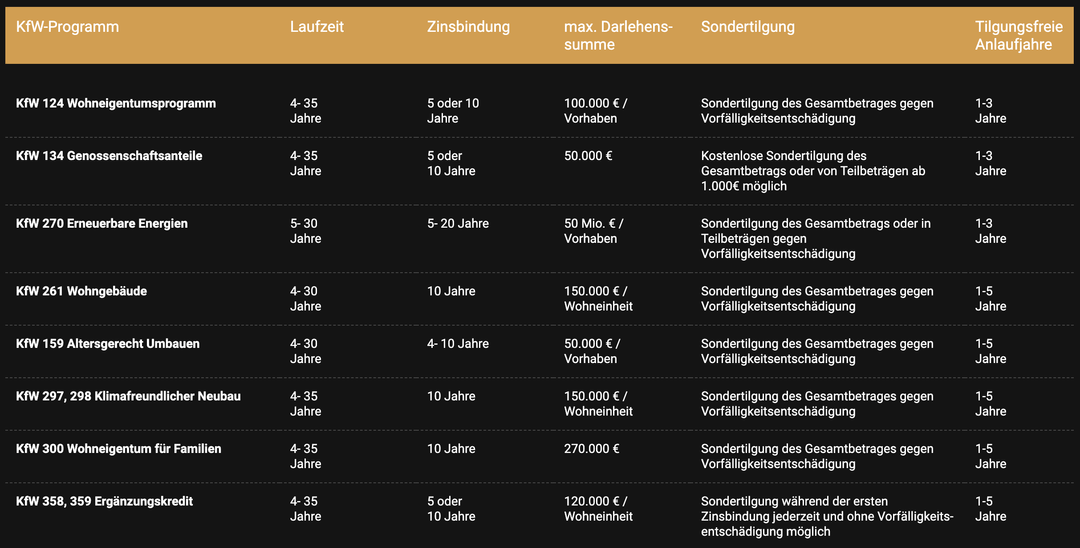 KfW-Programm
Laufzeit
Zinsbindung
max. Darlehens-
summe
Sondertilgung
Tilgungsfreie
Anlaufjahre
KfW 124 Wohneigentumsprogramm
4- 35
Jahre
5 oder 10
Jahre
100.000 € /
Vorhaben
Sondertilgung des Gesamtbetrages gegen
Vorfälligkeitsentschädigung
1-3
Jahre
KfW 134 Genossenschaftsanteile
4- 35
Jahre
5 oder
10 Jahre
50.000 €
Kostenlose Sondertilgung des
Gesamtbetrags oder von Teilbeträgen ab
1.000€ möglich
1-3
Jahre
KfW 270 Erneuerbare Energien
5- 30
Jahre
5- 20 Jahre
50 Mio. € /
Vorhaben
Sondertilgung des Gesamtbetrags oder in
Teilbeträgen gegen
Vorfälligkeitsentschädigung
1-3
Jahre
KfW 261 Wohngebäude
4- 30
Jahre
10 Jahre
150.000 € /
Wohneinheit
Sondertilgung des Gesamtbetrages gegen
Vorfälligkeitsentschädigung
1-5
Jahre
KfW 159 Altersgerecht Umbauen
4- 30
Jahre
4- 10 Jahre
50.000 € /
Vorhaben
Sondertilgung des Gesamtbetrages gegen
Vorfälligkeitsentschädigung
1-5
Jahre
KfW 297, 298 Klimafreundlicher Neubau
4- 35
Jahre
10 Jahre
150.000 € /
Wohneinheit
Sondertilgung des Gesamtbetrages gegen
Vorfälligkeitsentschädigung
1-5
Jahre
KfW 300 Wohneigentum für Familien
4- 35
Jahre
10 Jahre
270.000 €
Sondertilgung des Gesamtbetrages gegen
Vorfälligkeitsentschädigung
1-5
Jahre
KfW 358, 359 Ergänzungskredit
4- 35
Jahre
5 oder
10 Jahre
120.000 € /
Wohneinheit
Sondertilgung während der ersten
Zinsbindung jederzeit und ohne Vorfälligkeits-
entschädigung möglich
1-5
Jahre